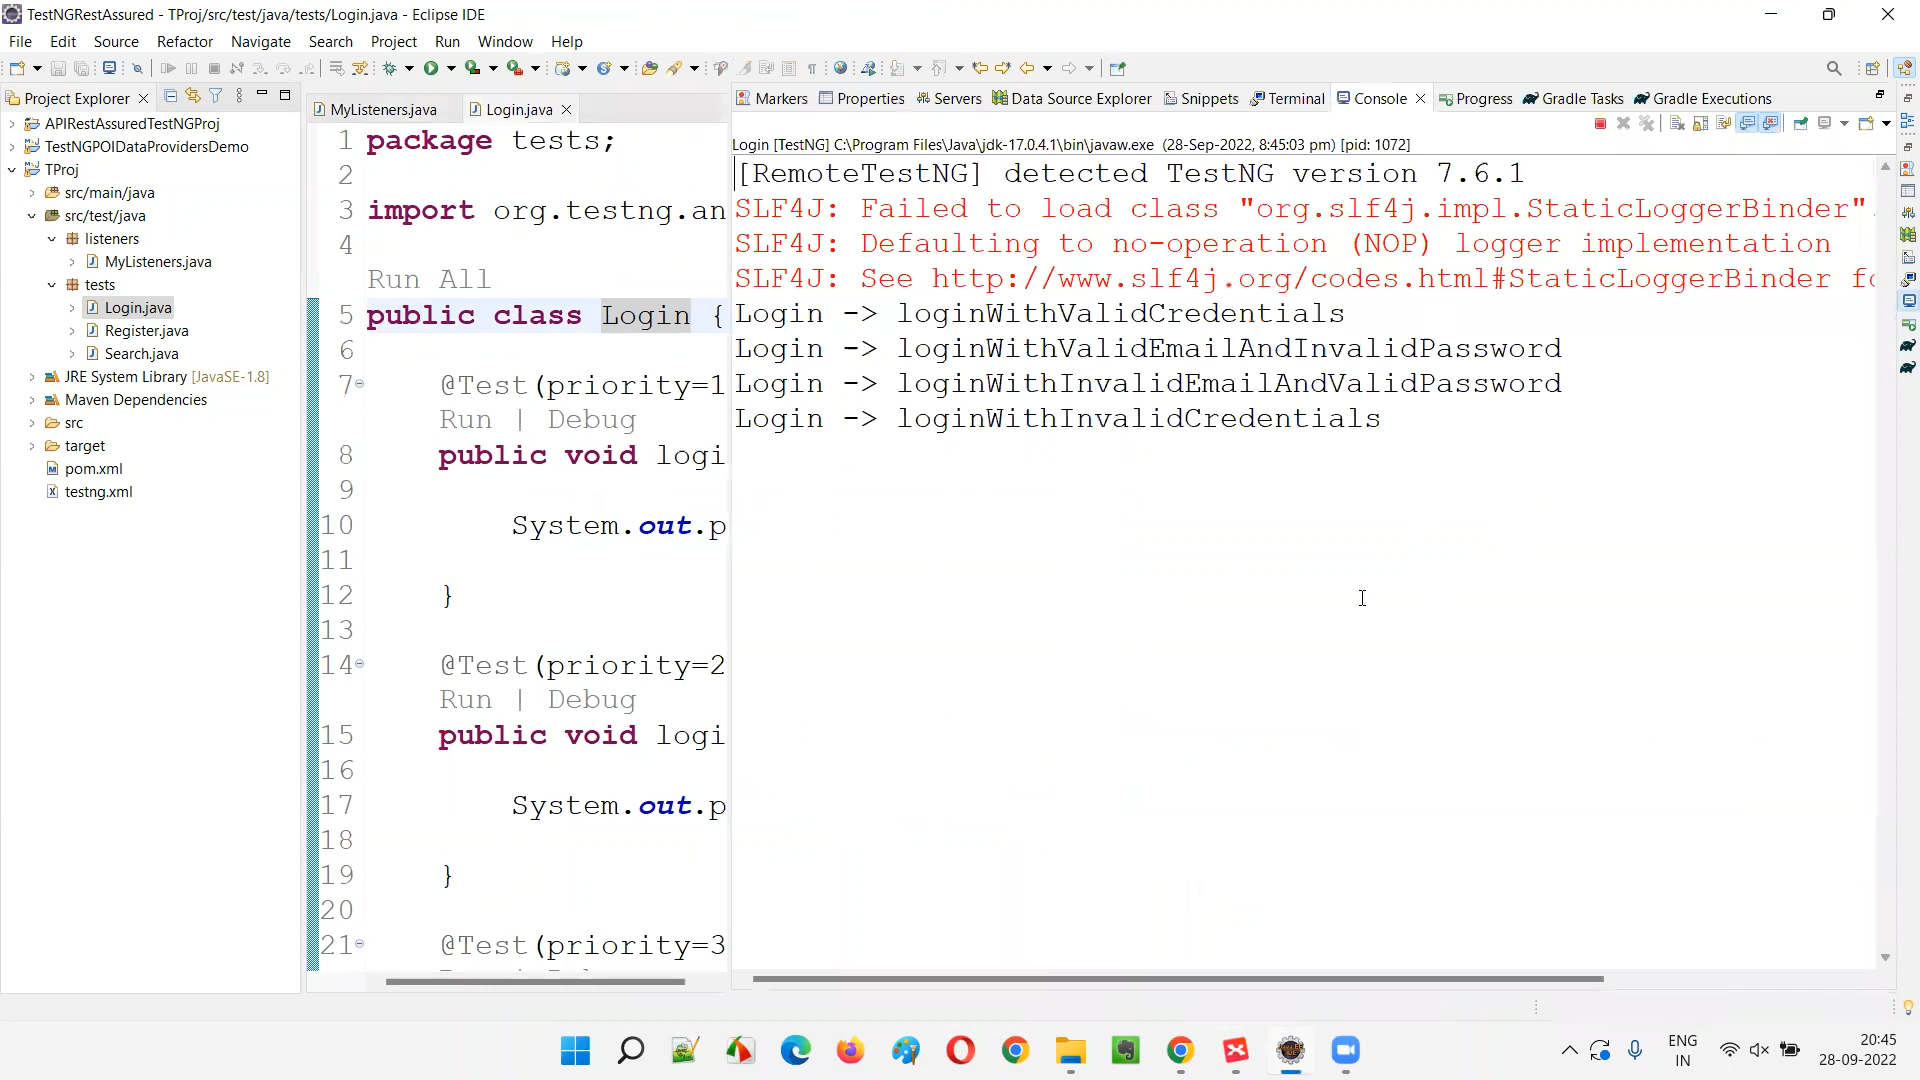 TestNGRestAssured - TProj/src/test/java/tests/Login.java - Eclipse IDE
File Edit Source Refactor Navigate Search Project Run Window Help
Project Explorer
APIRestAssuredTestNGProj
TestNGPOIDataProvidersDemo
TProj
src/main/java
src/test/java
listeners
MyListeners.java
tests
Login.java
Register.java
Search.java
JRE System Library [JavaSE-1.8]
Maven Dependencies
src
target
pom.xml
testng.xml
MyListeners.java Login.java
1 package tests;
2
3 import org.testng.an
4
Run All
5 public class Login {
6
7 @Test(priority=1
Run | Debug
8 public void logi
9
10 System.out.p
11
12 }
13
14 @Test(priority=2
Run | Debug
15 public void logi
16
17 System.out.p
18
19 }
20
21 @Test(priority=3
Markers Properties Servers Data Source Explorer Snippets Terminal Console Progress Gradle Tasks Gradle Executions
Login [TestNG] C:\Program Files\Java\jdk-17.0.4.1\bin\javaw.exe (28-Sep-2022, 8:45:03 pm) [pid: 1072]
[RemoteTestNG] detected TestNG version 7.6.1
SLF4J: Failed to load class "org.slf4j.impl.StaticLoggerBinder".
SLF4J: Defaulting to no-operation (NOP) logger implementation
SLF4J: See http://www.slf4j.org/codes.html#StaticLoggerBinder fo
Login -> loginWithValidCredentials
Login -> loginWithValidEmailAndInvalidPassword
Login -> loginWithInvalidEmailAndValidPassword
Login -> loginWithInvalidCredentials
ENG
IN
20:45
28-09-2022